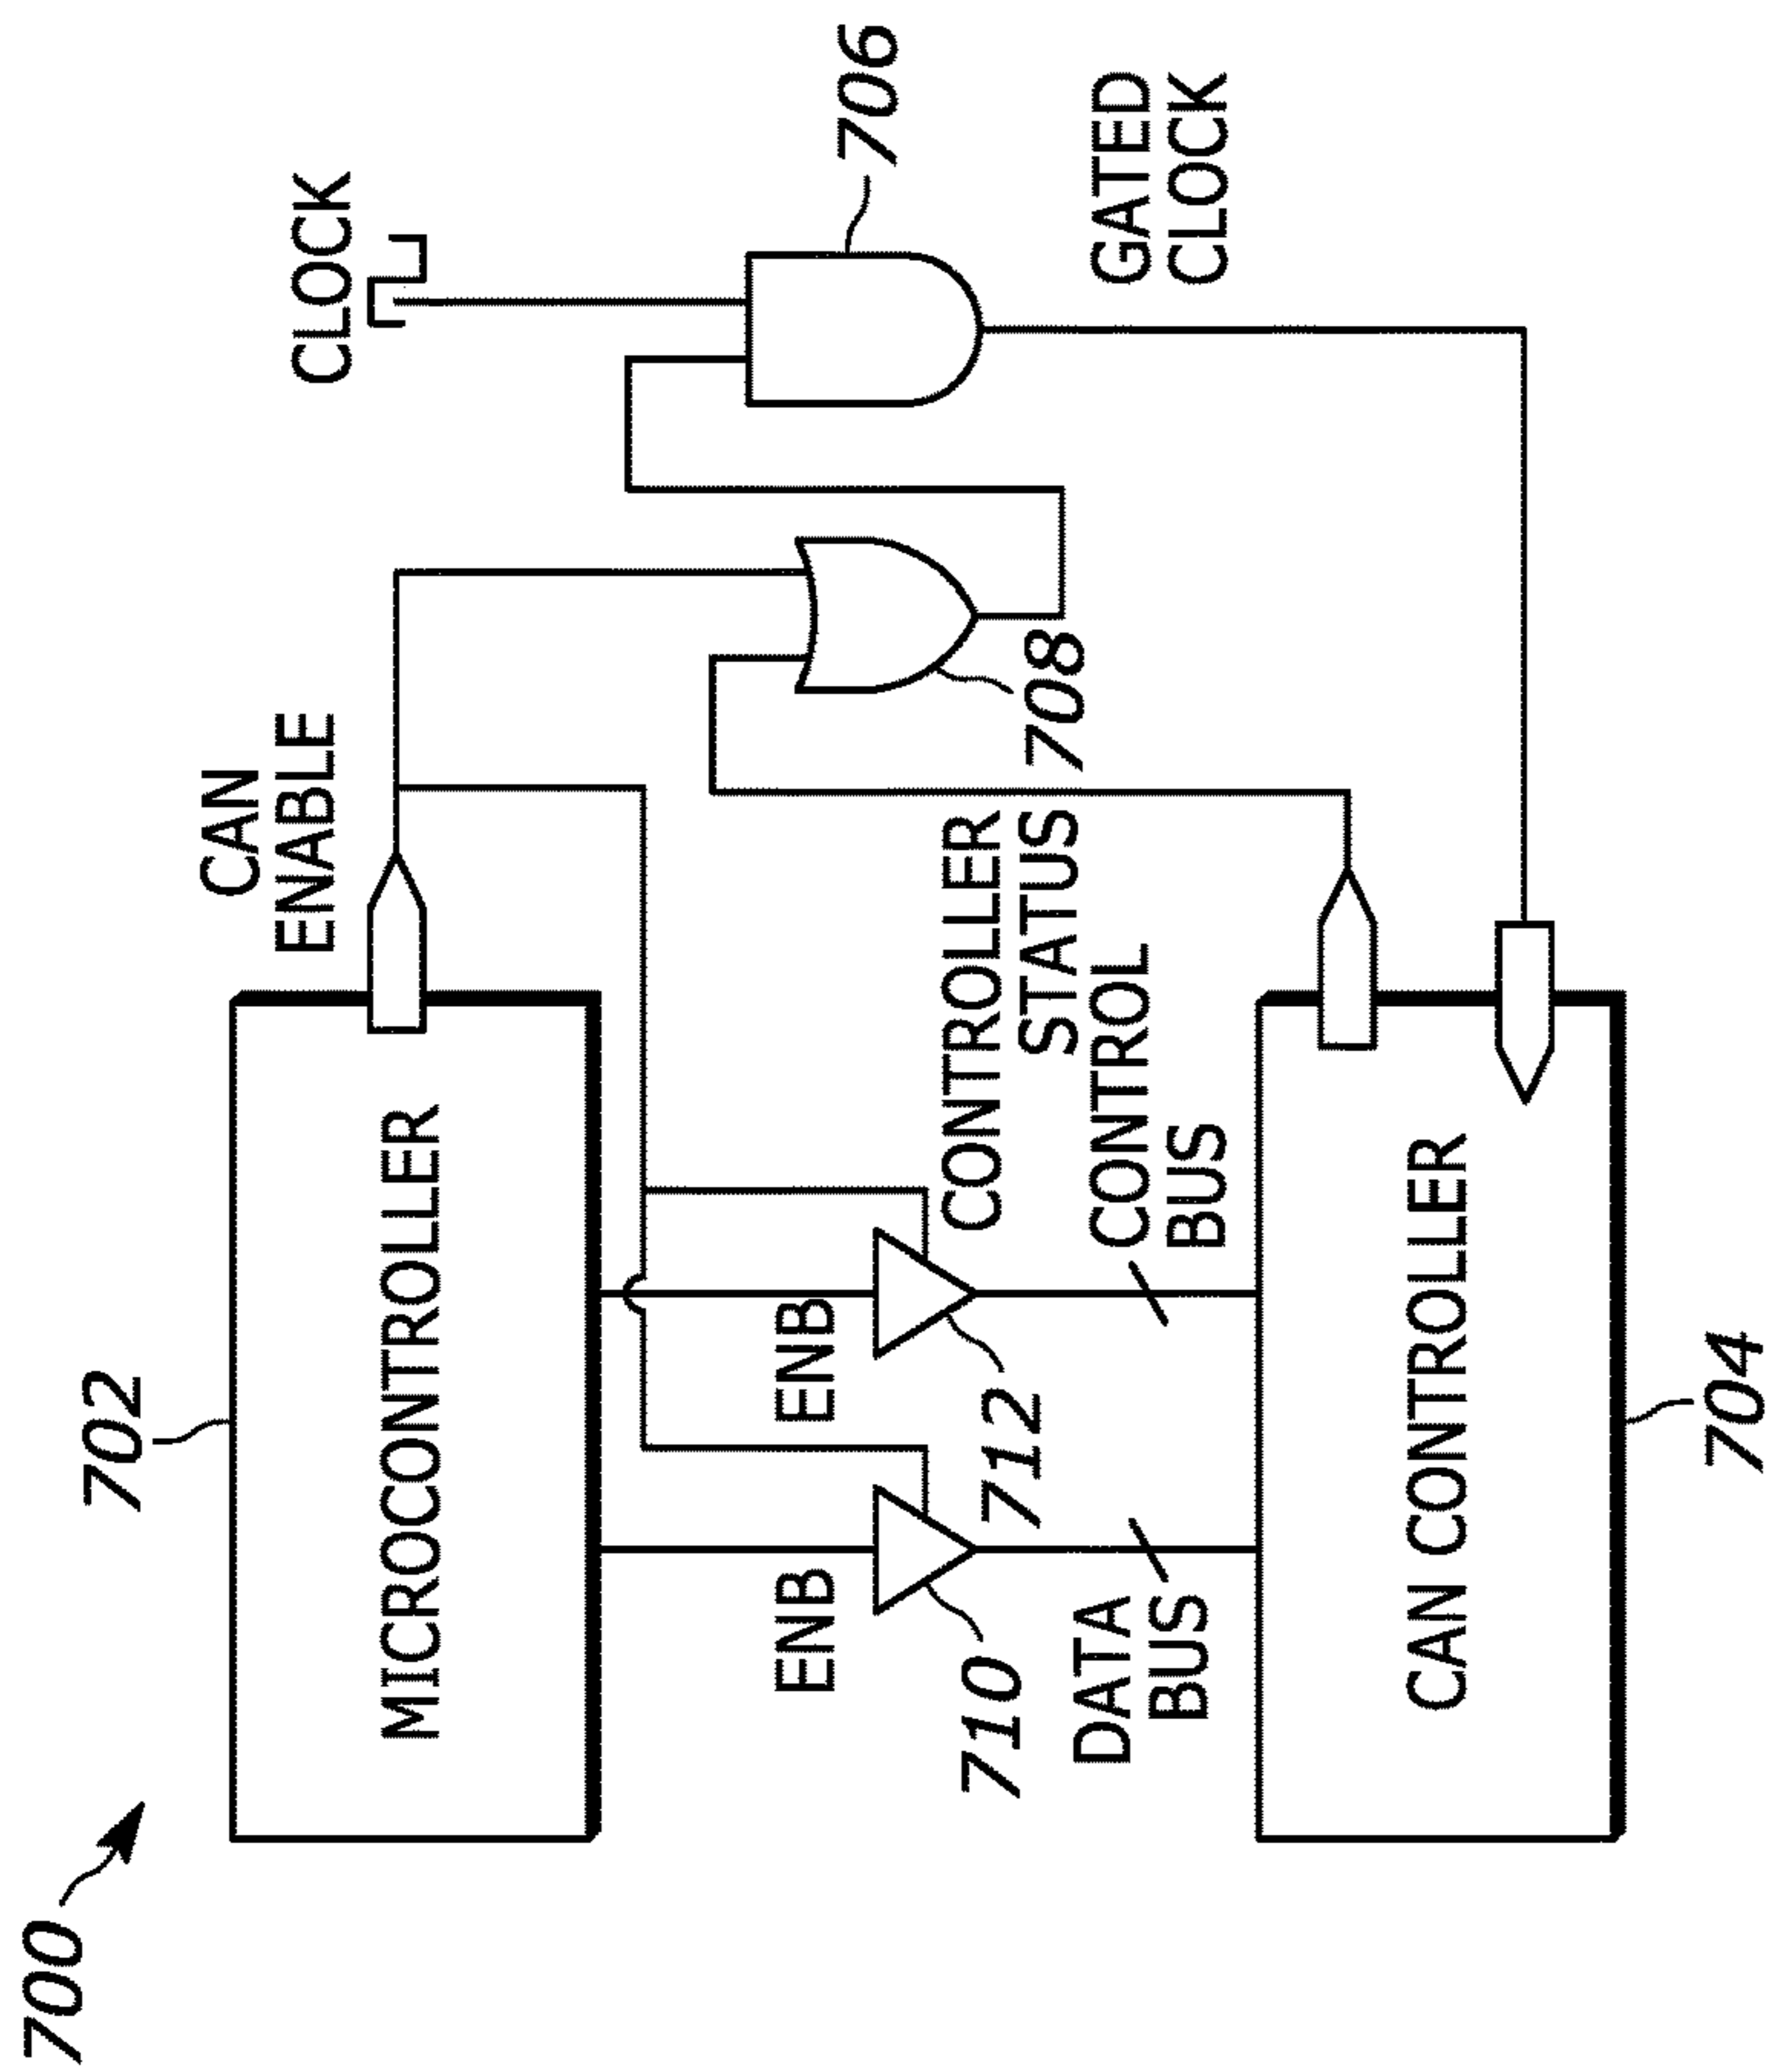 700
702
MICROCONTROLLER
CAN
ENABLE
CLOCK
706
708
GATED
CLOCK
ENB
712
CONTROLLER
STATUS
CONTROL
BUS
ENB
710
DATA
BUS
CAN CONTROLLER
704